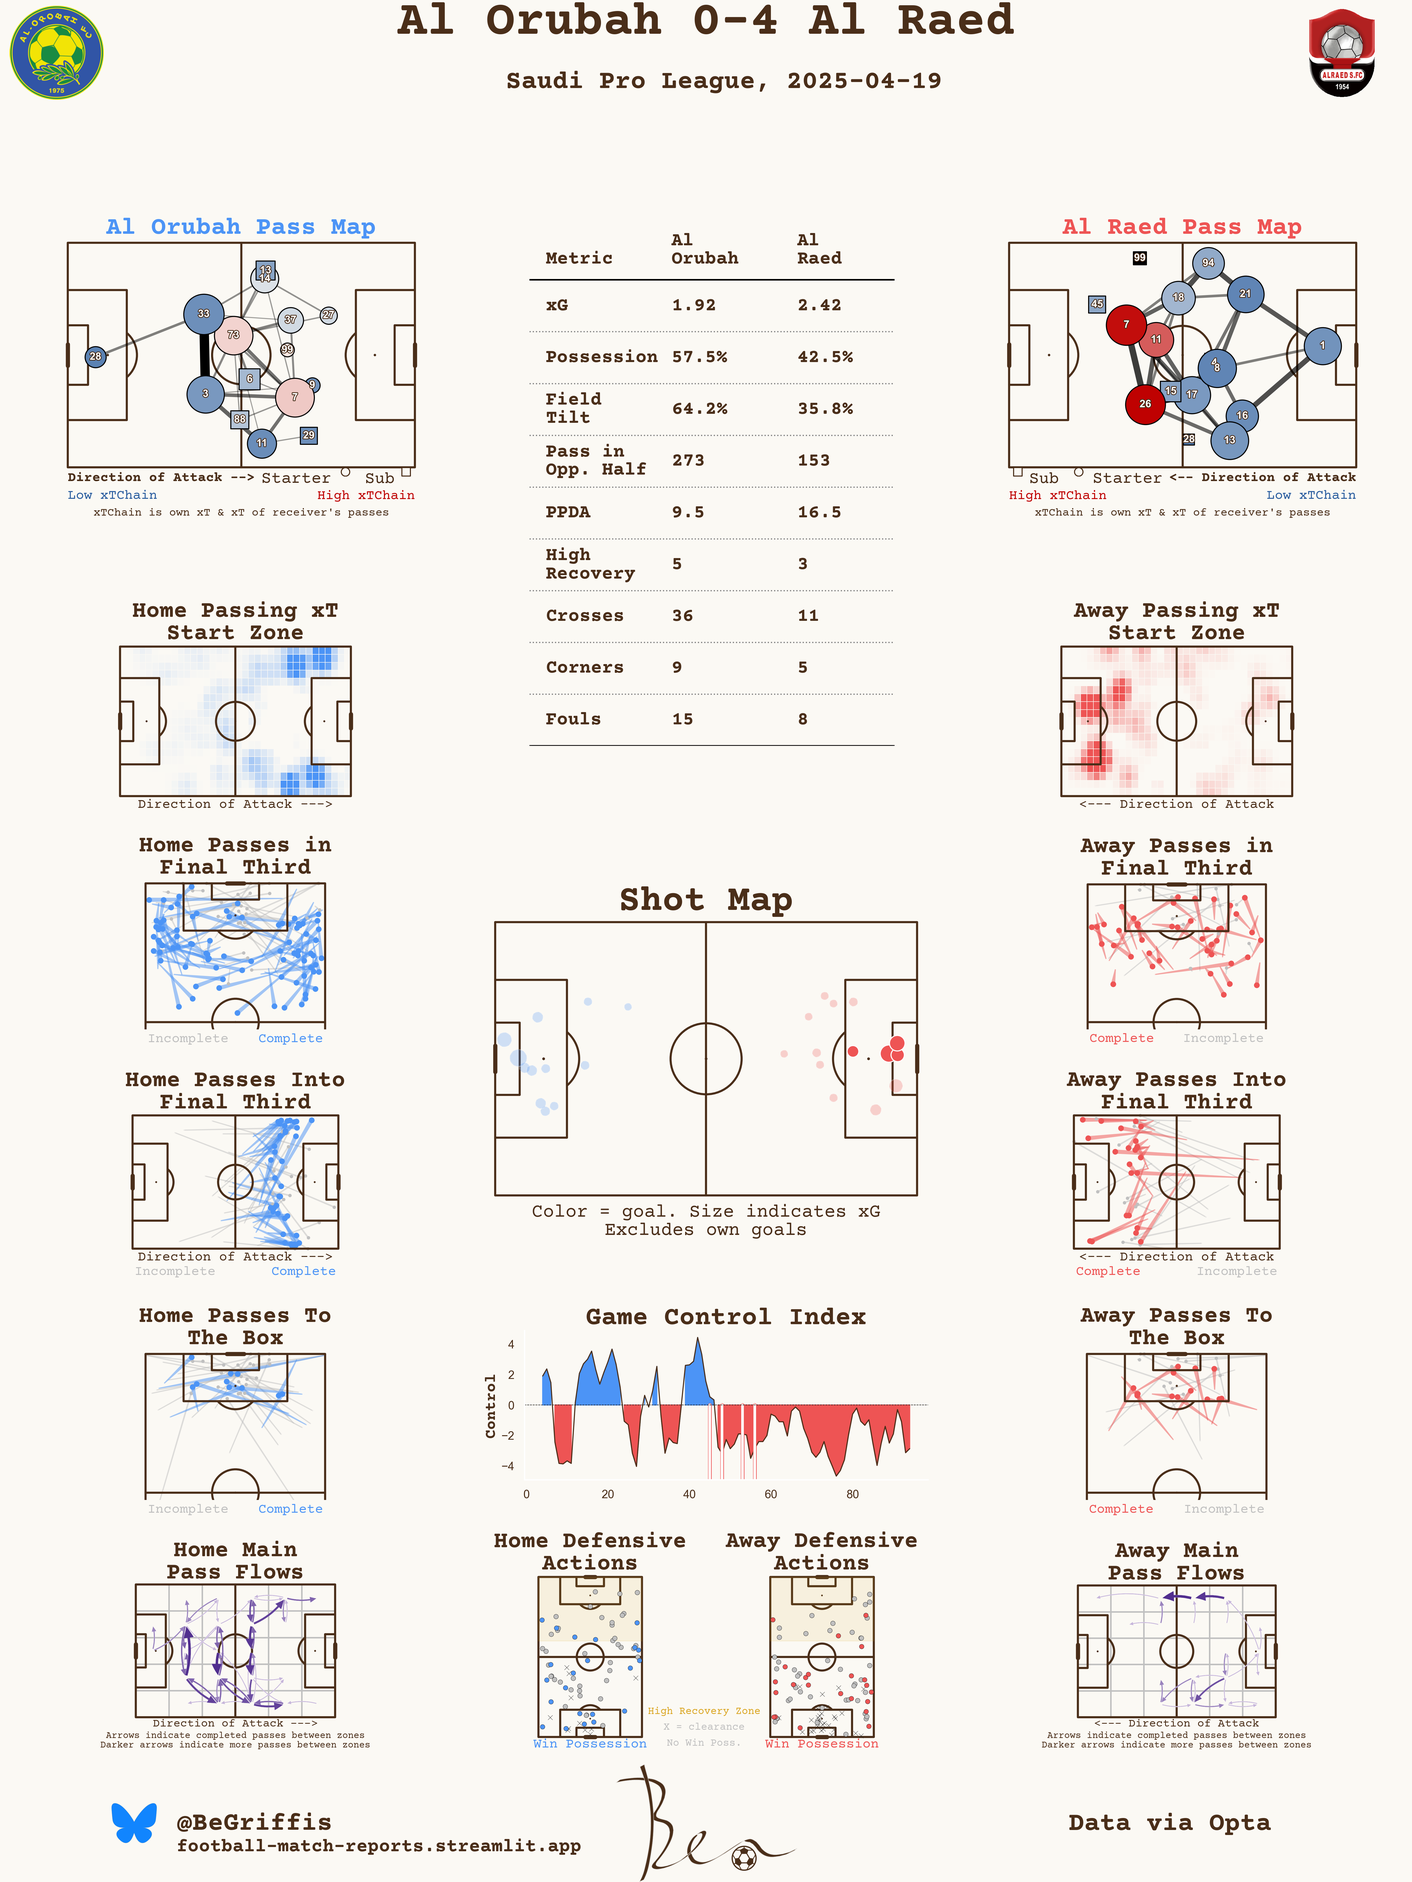 Al Orubah 0-4 Al Raed
Saudi Pro League, 2025-04-19
AL-OROBAH FC
1975
ALRAED S.FC
1954
Al Orubah Pass Map
28
33
3
73
13
14
37
27
99
6
9
7
88
11
29
Direction of Attack --> Starter Sub
Low xTChain High xTChain
xTChain is own xT & xT of receiver's passes
Metric Al Orubah Al Raed
xG 1.92 2.42
Possession 57.5% 42.5%
Field Tilt 64.2% 35.8%
Pass in Opp. Half 273 153
PPDA 9.5 16.5
High Recovery 5 3
Crosses 36 11
Corners 9 5
Fouls 15 8
Al Raed Pass Map
99
94
45
18
21
7
11
1
4
8
15
17
26
16
28
13
Sub Starter <-- Direction of Attack
High xTChain Low xTChain
xTChain is own xT & xT of receiver's passes
Home Passing xT
Start Zone
Direction of Attack --->
Away Passing xT
Start Zone
<--- Direction of Attack
Home Passes in
Final Third
Incomplete Complete
Away Passes in
Final Third
Complete Incomplete
Shot Map
Color = goal. Size indicates xG
Excludes own goals
Home Passes Into
Final Third
Direction of Attack --->
Incomplete Complete
Away Passes Into
Final Third
<--- Direction of Attack
Complete Incomplete
Home Passes To
The Box
Incomplete Complete
Game Control Index
Control
4
2
0
−2
−4
0 20 40 60 80
Away Passes To
The Box
Complete Incomplete
Home Main
Pass Flows
Direction of Attack --->
Arrows indicate completed passes between zones
Darker arrows indicate more passes between zones
Home Defensive
Actions
Win Possession
Away Defensive
Actions
Win Possession
High Recovery Zone
X = clearance
No Win Poss.
Away Main
Pass Flows
<--- Direction of Attack
Arrows indicate completed passes between zones
Darker arrows indicate more passes between zones
@BeGriffis
football-match-reports.streamlit.app
Ben
Data via Opta